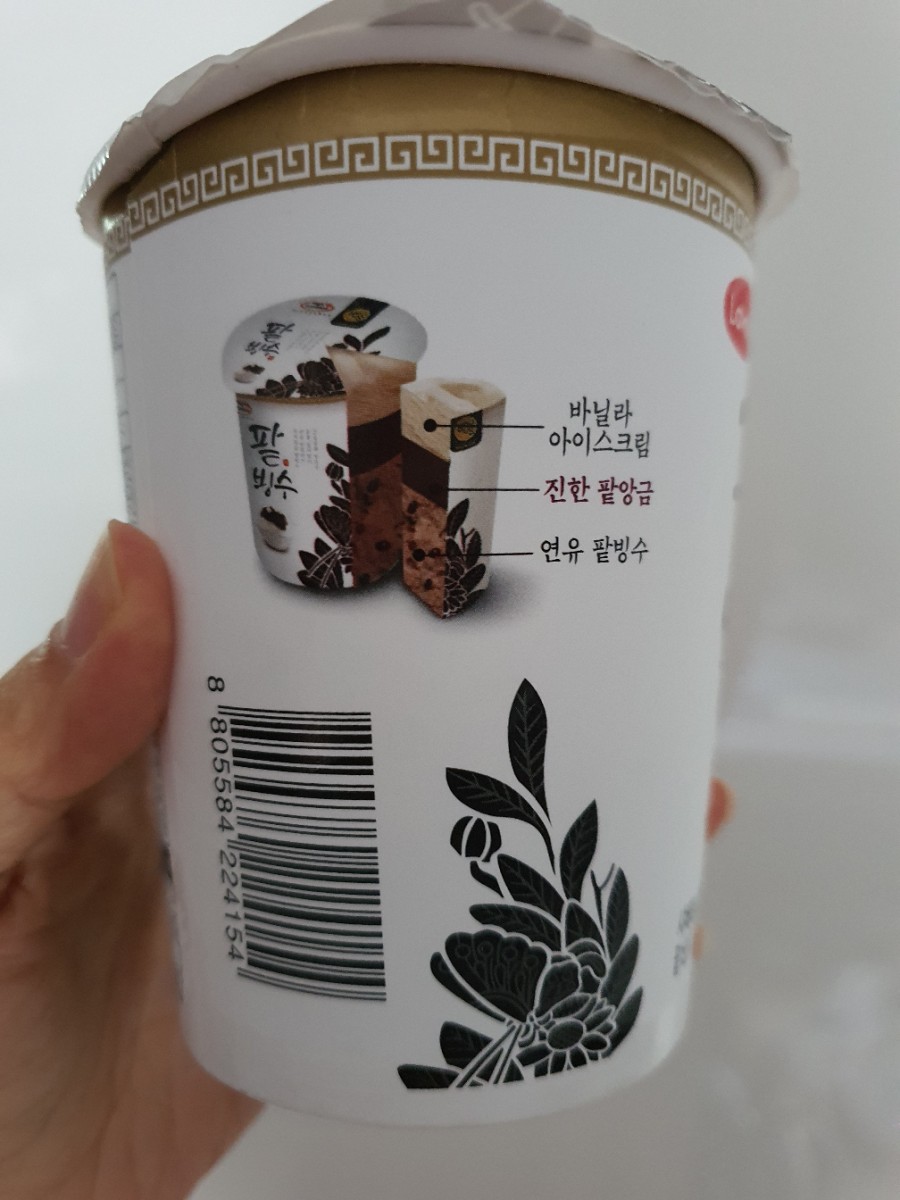 팥
빙수
바닐라
아이스크림
진한 팥앙금
연유 팥빙수
8 805584 224154